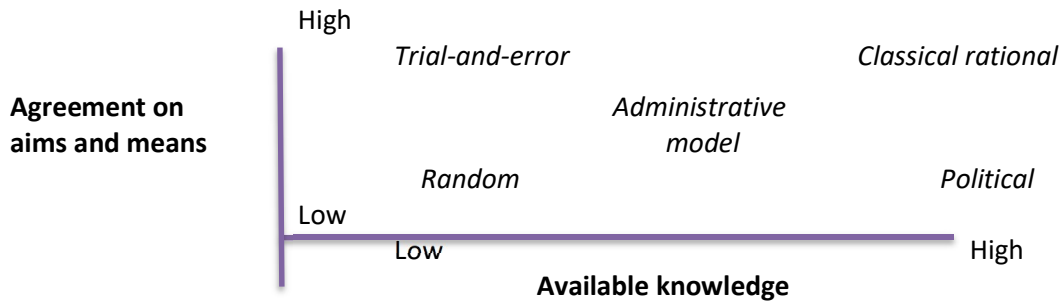 High
Trial-and-error
Classical rational
Agreement on
aims and means
Administrative
model
Random
Political
Low
Low
High
Available knowledge